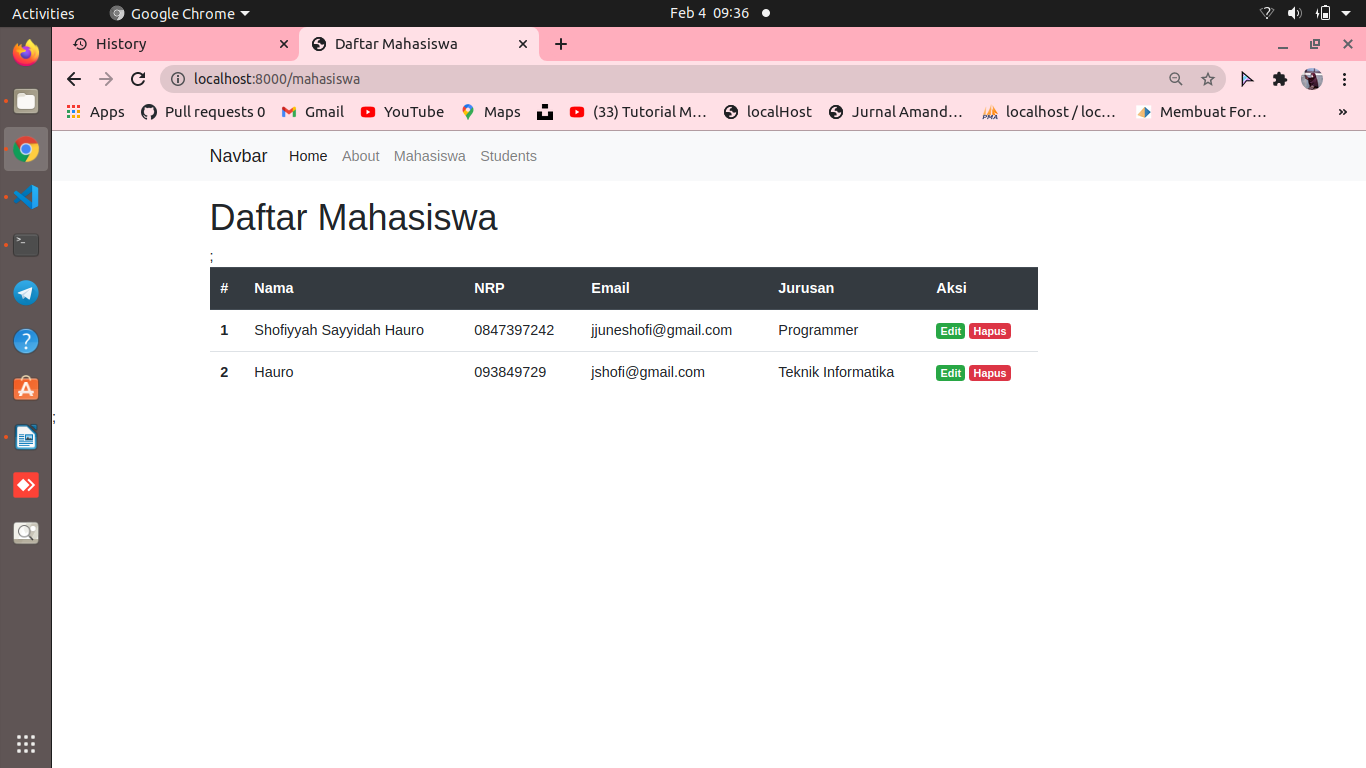 Activities Google Chrome Feb 4 09:36
History Daftar Mahasiswa
localhost:8000/mahasiswa
Apps Pull requests 0 Gmail YouTube Maps (33) Tutorial M... localHost Jurnal Amand... PMA localhost / loc... Membuat For... »
Navbar Home About Mahasiswa Students
Daftar Mahasiswa
;
# Nama NRP Email Jurusan Aksi
1 Shofiyyah Sayyidah Hauro 0847397242 jjuneshofi@gmail.com Programmer Edit Hapus
2 Hauro 093849729 jshofi@gmail.com Teknik Informatika Edit Hapus
;